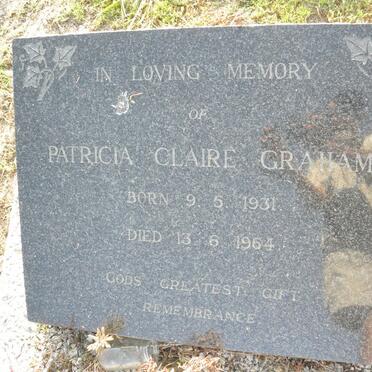 IN LOVING MEMORY
OF
PATRICIA CLAIRE GRAHAM
BORN 9. 5. 1931.
DIED 13. 6. 1964.
GODS GREATEST GIFT
REMEMBRANCE